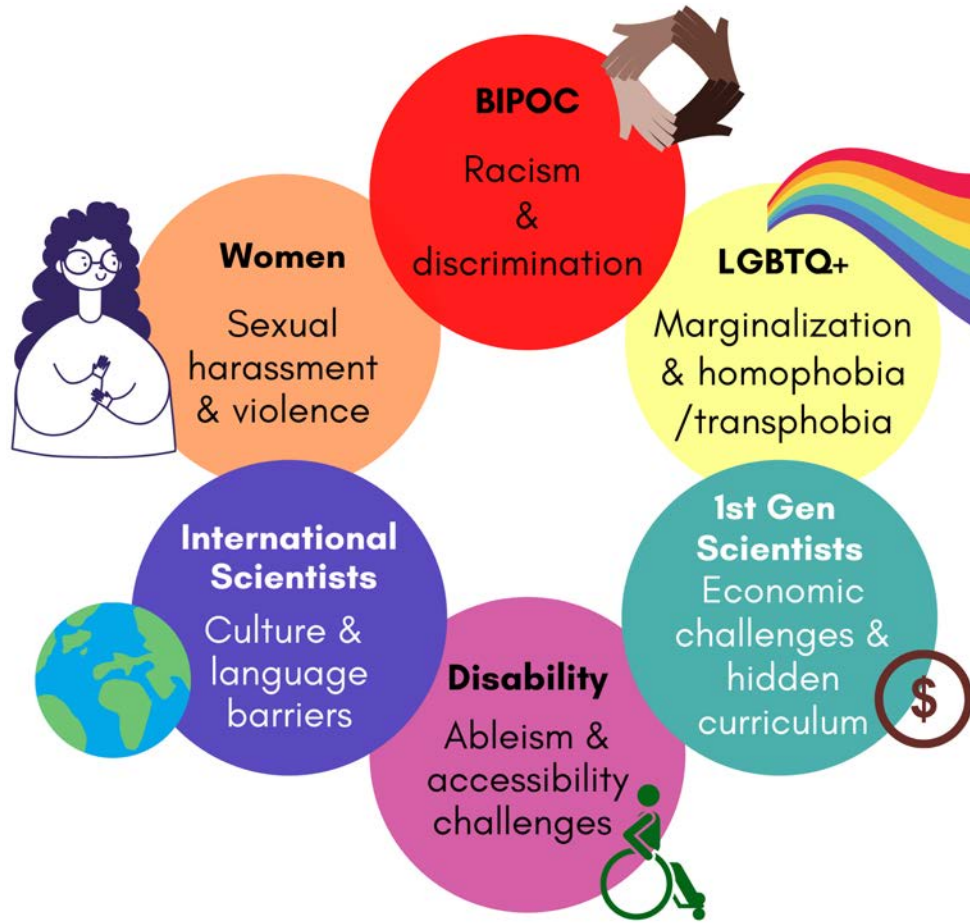 BIPOC
Racism
&
discrimination
Women
Sexual
harassment
& violence
LGBTQ+
Marginalization
& homophobia
/transphobia
International
Scientists
Culture &
language
barriers
1st Gen
Scientists
Economic
challenges &
hidden
curriculum
$
Disability
Ableism &
accessibility
challenges